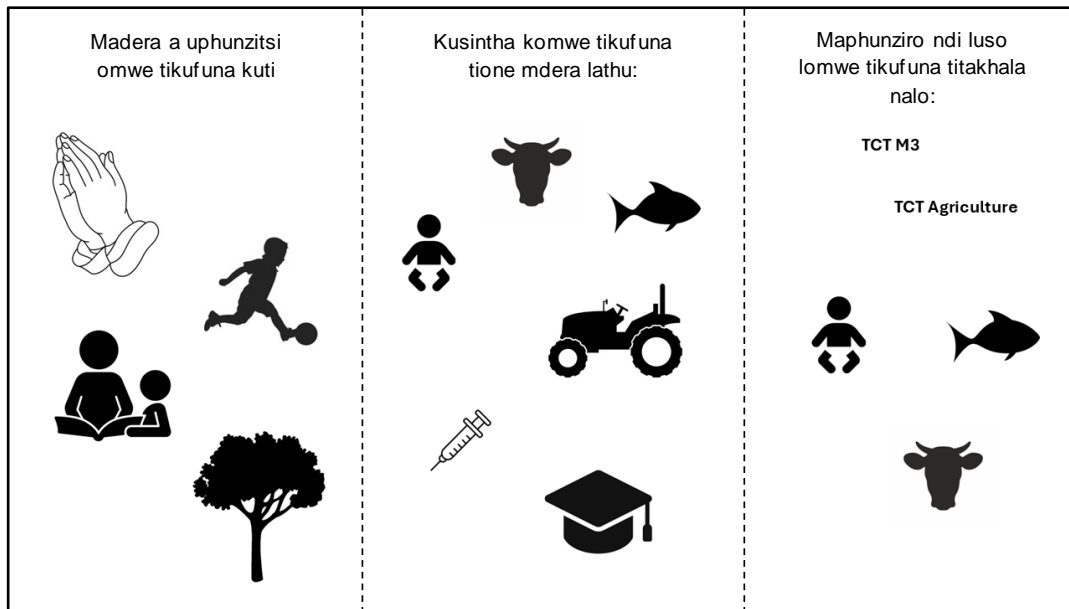 Madera a uphunzitsi
omwe tikufuna kuti
Kusintha komwe tikufuna
tione mdera lathu:
Maphunziro ndi luso
lomwe tikufuna titakhala
nalo:
TCT M3
TCT Agriculture